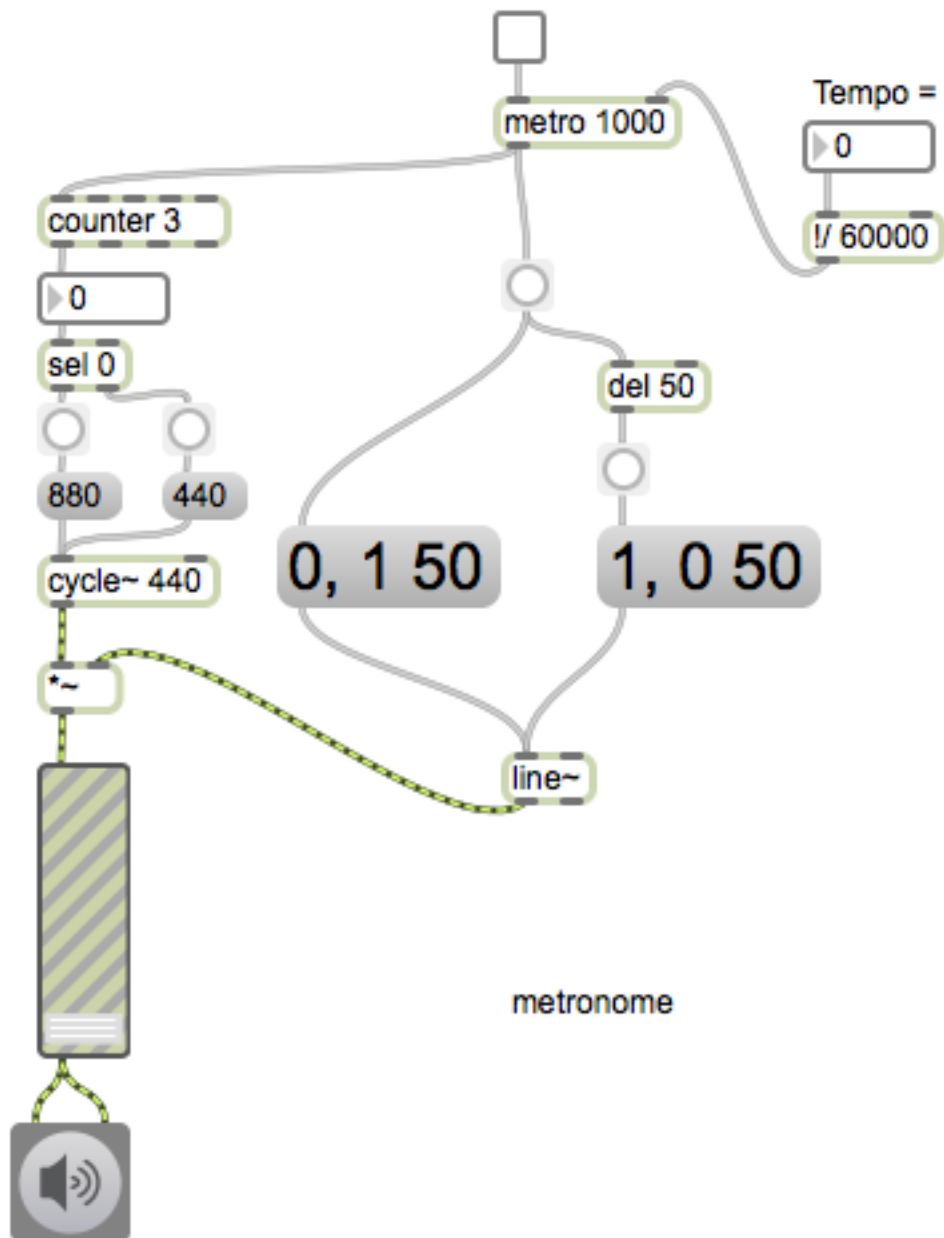 Tempo =
metro 1000
0
counter 3
!/ 60000
0
sel 0
del 50
880
440
0, 1 50
1, 0 50
cycle~ 440
*~
line~
metronome